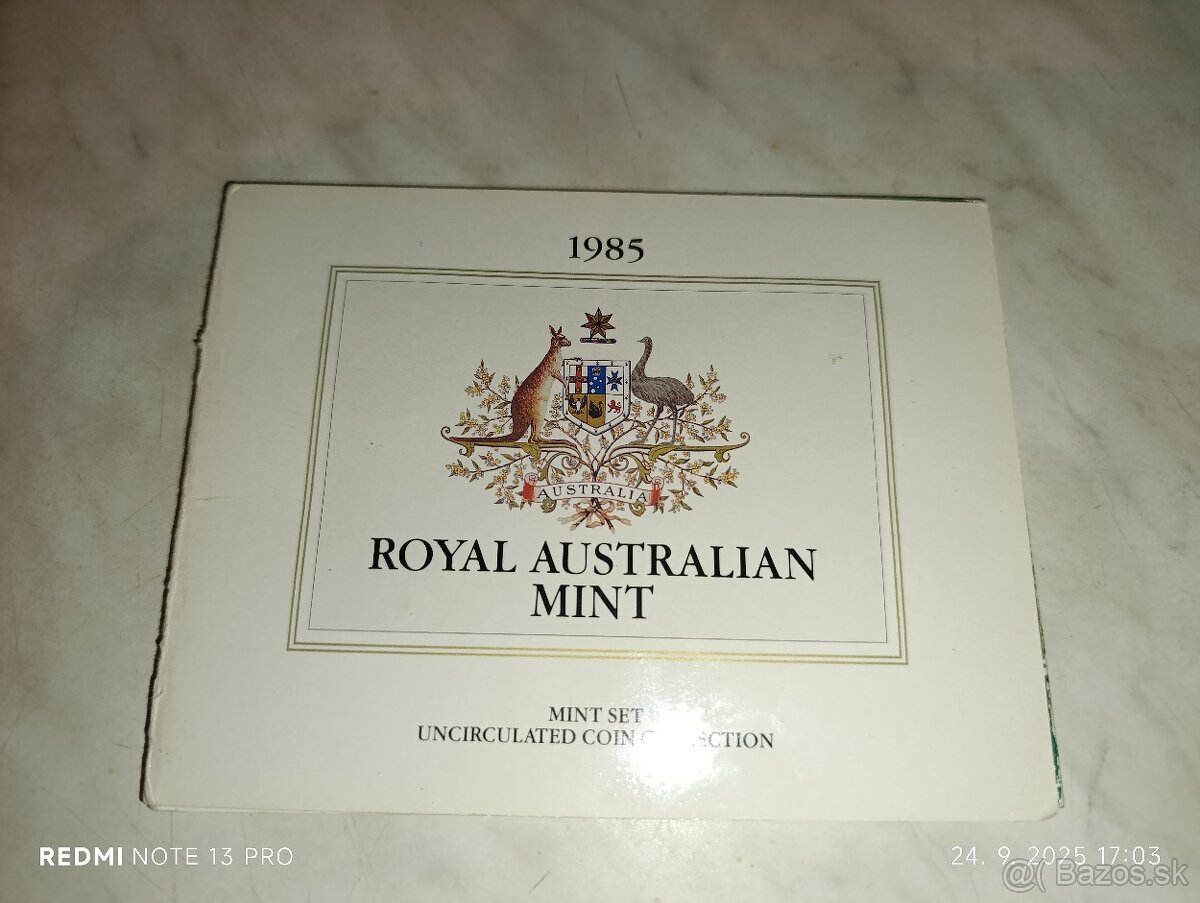 1985
AUSTRALIA
ROYAL AUSTRALIAN
MINT
MINT SET
UNCIRCULATED COIN
REDMI NOTE 13 PRO
24. 9. 2025 17:03
@( Bazos.sk